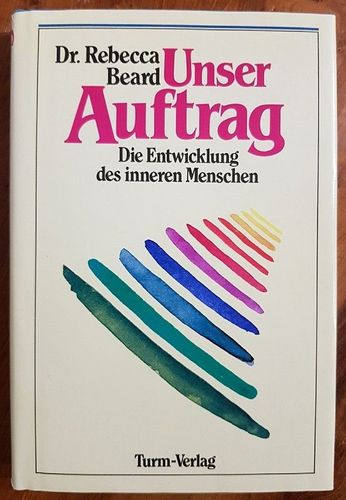 Dr. Rebecca
Beard
Unser
Auftrag
Die Entwicklung
des inneren Menschen
Turm-Verlag